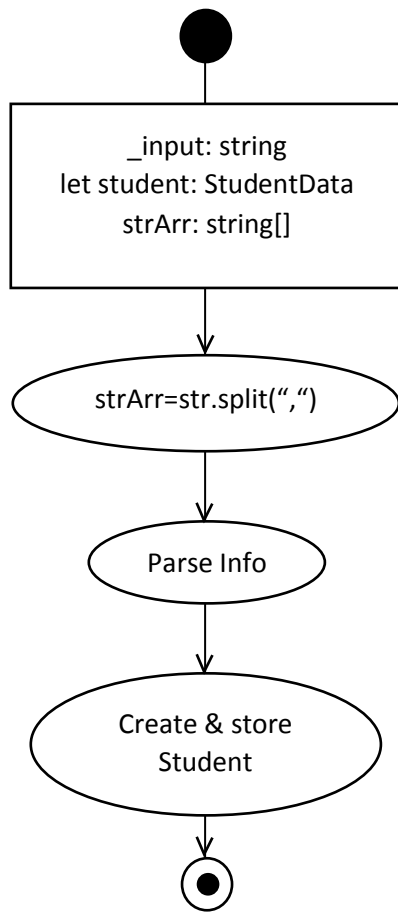 _input: string
let student: StudentData
strArr: string[]
strArr=str.split(“,“)
Parse Info
Create & store
Student